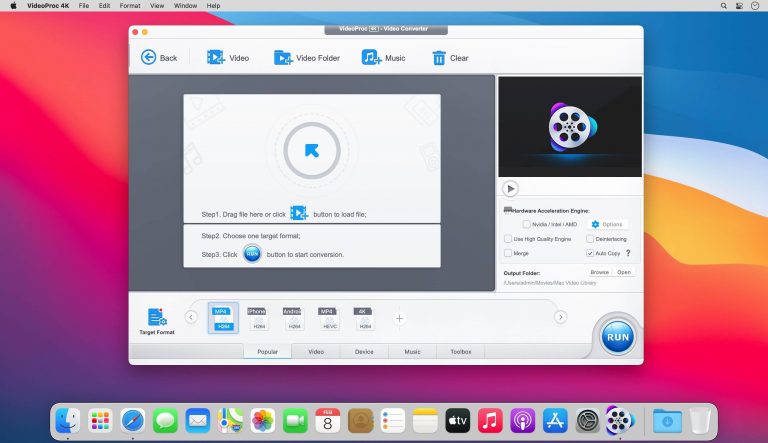 VideoProc 4K File Edit Format View Window Help
VideoProc 4K - Video Converter
Back Video Video Folder Music Clear
Step1. Drag file here or click button to load file;
Step2. Choose one target format;
Step3. Click RUN button to start conversion.
Hardware Acceleration Engine:
Nvidia / Intel / AMD Options
Use High Quality Engine Deinterlacing
Merge Auto Copy ?
Output Folder: Browse Open
/Users/admin/Movies/Mac Video Library
Target Format
MP4 iPhone Android MP4 4K
H264 H264 H264 HEVC H264
RUN
Popular Video Device Music Toolbox
FEB
8
tv